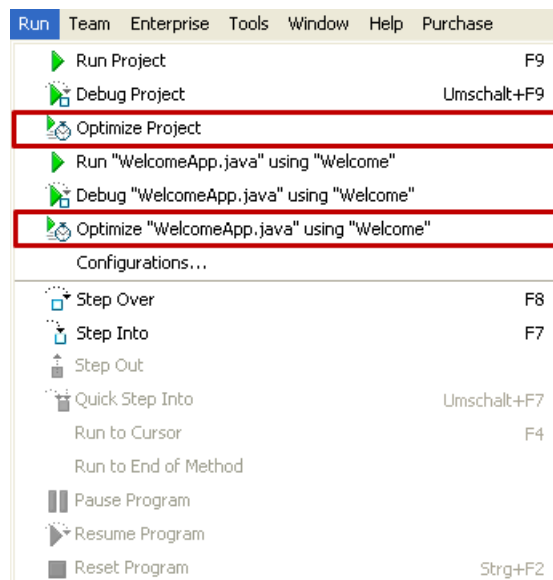 Run Team Enterprise Tools Window Help Purchase
Run Project F9
Debug Project Umschalt+F9
Optimize Project
Run "WelcomeApp.java" using "Welcome"
Debug "WelcomeApp.java" using "Welcome"
Optimize "WelcomeApp.java" using "Welcome"
Configurations...
Step Over F8
Step Into F7
Step Out
Quick Step Into Umschalt+F7
Run to Cursor F4
Run to End of Method
Pause Program
Resume Program
Reset Program Strg+F2